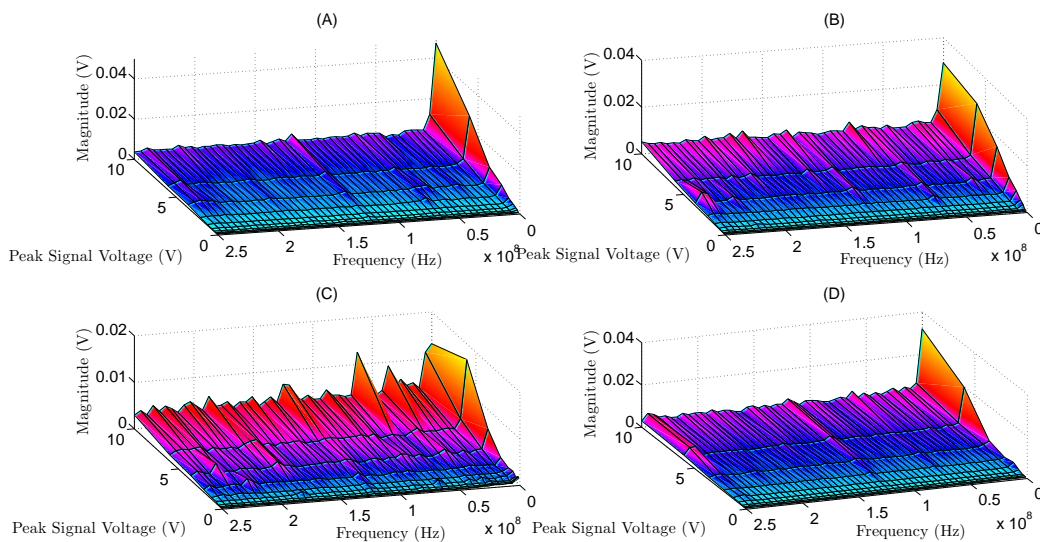 (A)
Magnitude (V)
0.04
0.02
0
10
5
0
Peak Signal Voltage (V)
2.5
2
1.5
1
0.5
0
x 10^8
Frequency (Hz)
(B)
Magnitude (V)
0.04
0.02
0
10
5
0
Peak Signal Voltage (V)
2.5
2
1.5
1
0.5
0
x 10^8
Frequency (Hz)
(C)
Magnitude (V)
0.02
0.01
0
10
5
0
Peak Signal Voltage (V)
2.5
2
1.5
1
0.5
0
x 10^8
Frequency (Hz)
(D)
Magnitude (V)
0.04
0.02
0
10
5
0
Peak Signal Voltage (V)
2.5
2
1.5
1
0.5
0
x 10^8
Frequency (Hz)